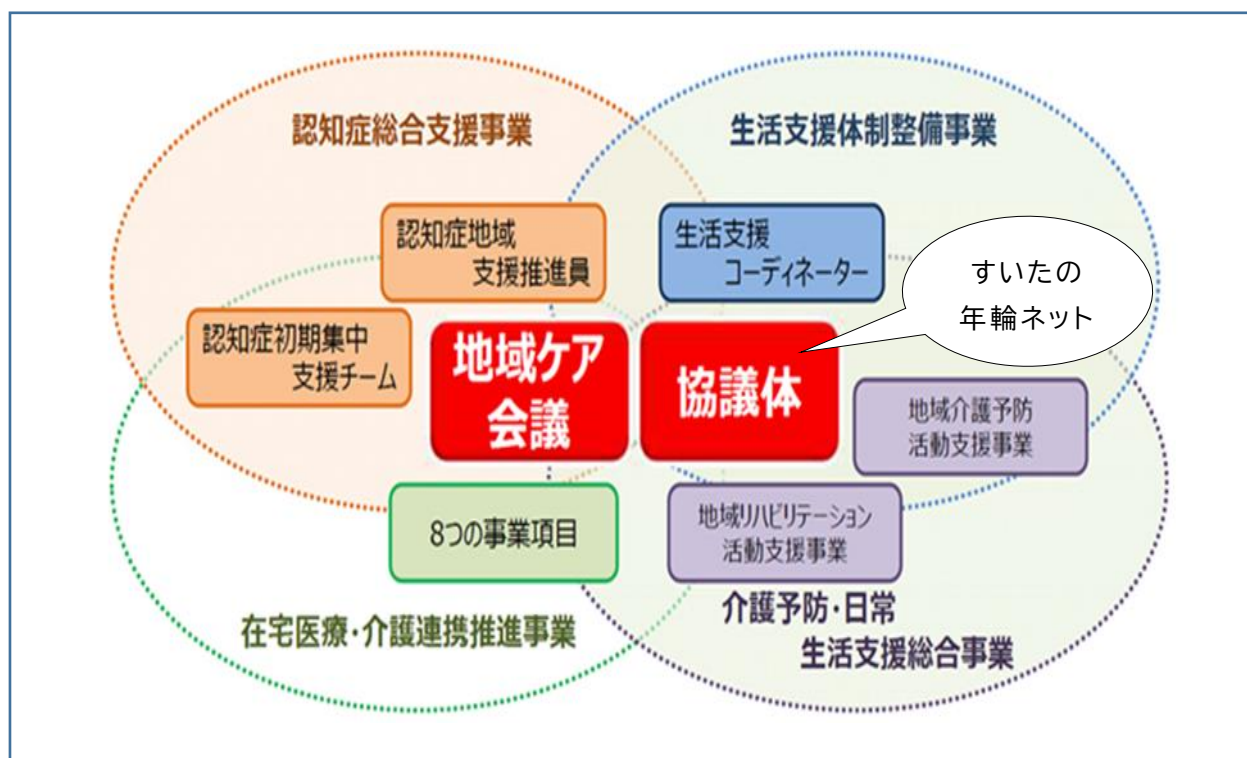 認知症総合支援事業
生活支援体制整備事業
認知症地域
支援推進員
生活支援
コーディネーター
すいたの
年輪ネット
認知症初期集中
支援チーム
地域ケア
会議
協議体
地域介護予防
活動支援事業
8つの事業項目
地域リハビリテーション
活動支援事業
在宅医療・介護連携推進事業
介護予防・日常
生活支援総合事業